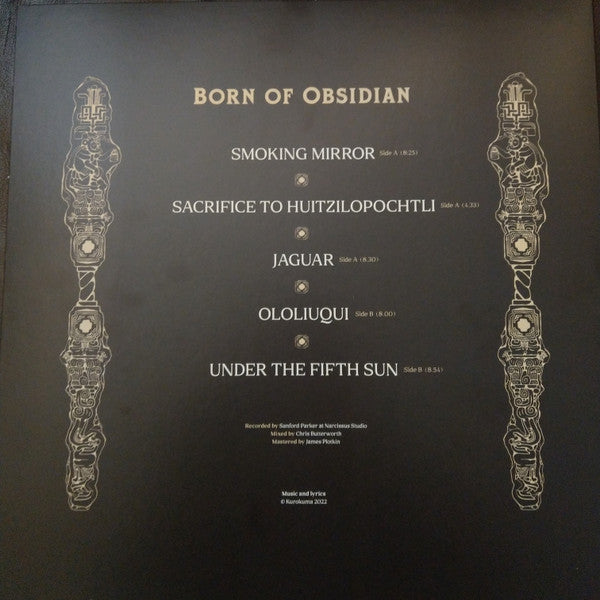 BORN OF OBSIDIAN
SMOKING MIRROR Side A (8:25)
SACRIFICE TO HUITZILOPOCHTLI Side A (4.33)
JAGUAR Side A (8.30)
OLOLIUQUI Side B (8.00)
UNDER THE FIFTH SUN Side B (8.54)
Recorded by Sanford Parker at Narcissus Studio
Mixed by Chris Butterworth
Mastered by James Plotkin
Music and lyrics
© Kurokuma 2022